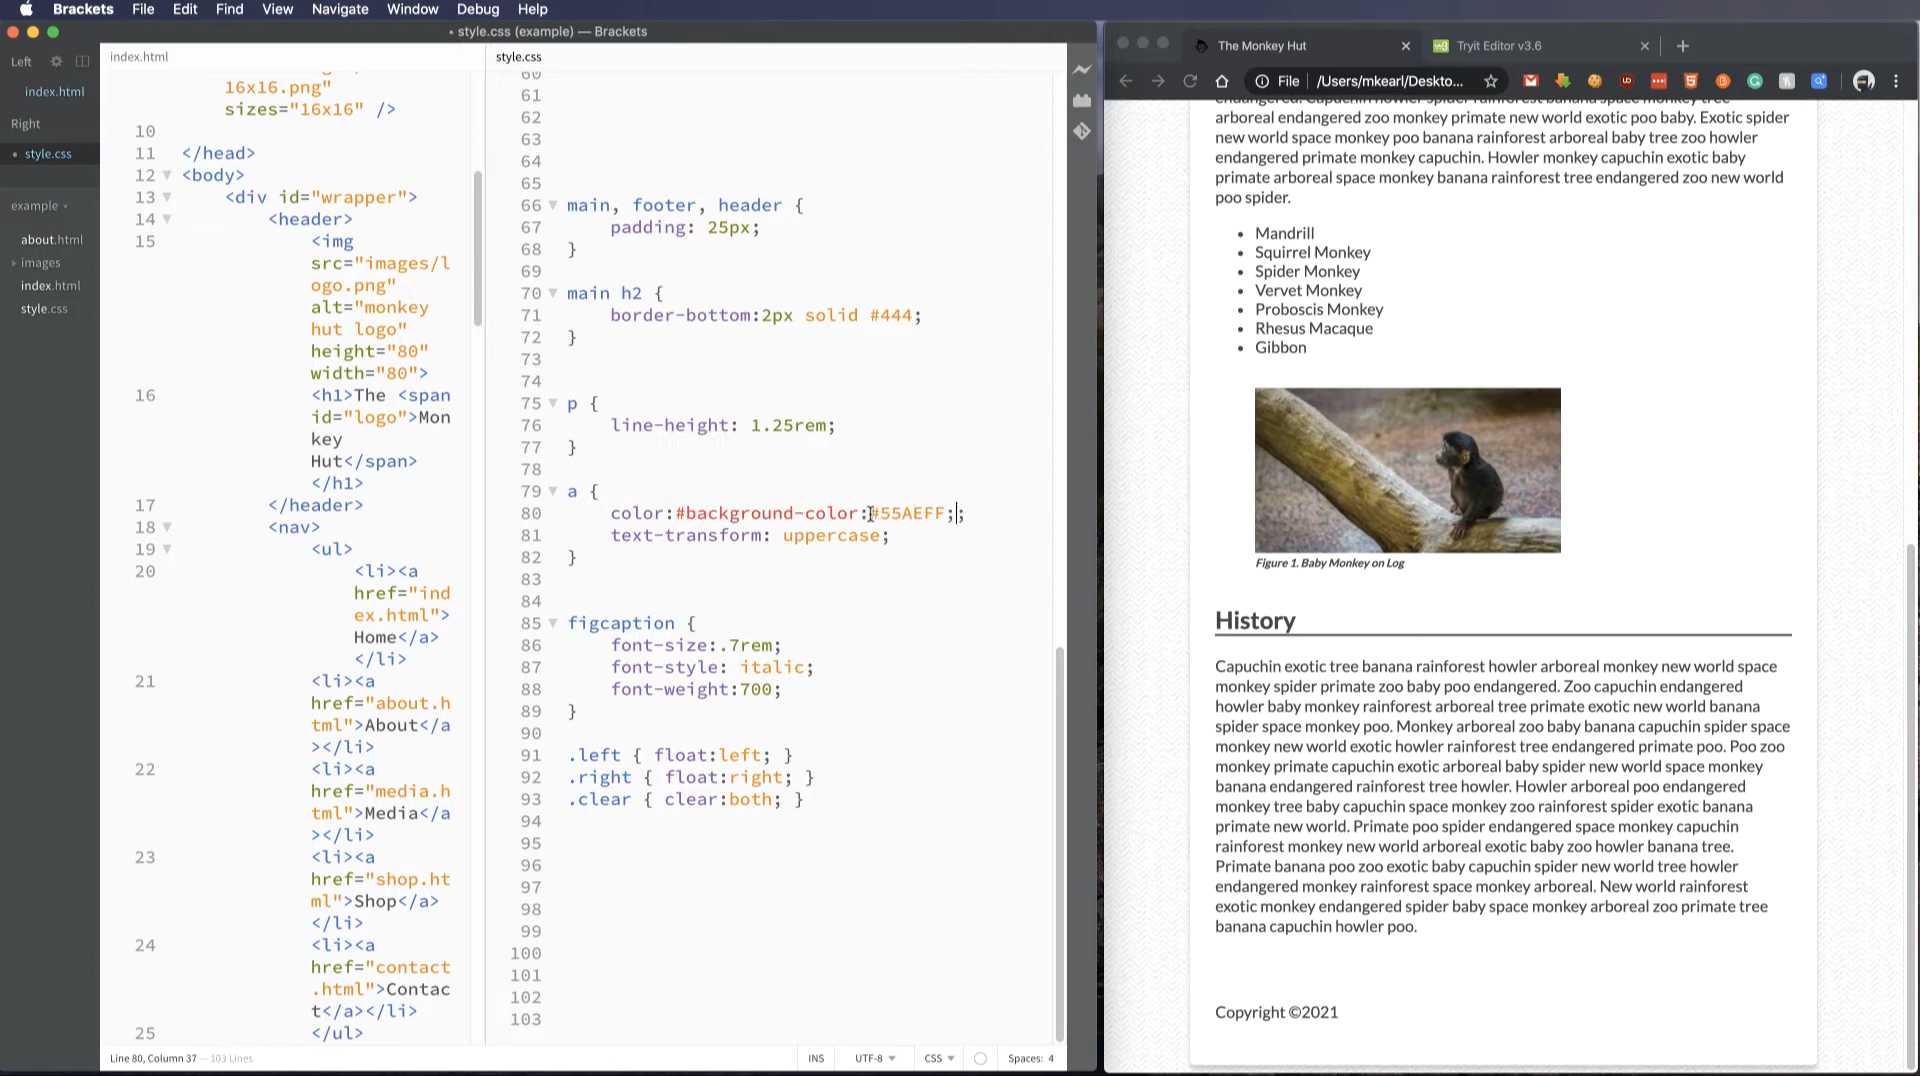 Brackets File Edit Find View Navigate Window Debug Help
• style.css (example) — Brackets
Left
index.html
Right
• style.css
example
about.html
images
index.html
style.css
index.html
16x16.png"
sizes="16x16" />
10
11 </head>
12 <body>
13 <div id="wrapper">
14 <header>
15 <img
src="images/l
ogo.png"
alt="monkey
hut logo"
height="80"
width="80">
16 <h1>The <span
id="logo">Mon
key
Hut</span>
</h1>
17 </header>
18 <nav>
19 <ul>
20 <li><a
href="ind
ex.html">
Home</a>
</li>
21 <li><a
href="about.h
tml">About</a
></li>
22 <li><a
href="media.h
tml">Media</a
></li>
23 <li><a
href="shop.ht
ml">Shop</a>
</li>
24 <li><a
href="contact
.html">Contac
t</a></li>
25 </ul>
style.css
60
61
62
63
64
65
66 main, footer, header {
67 padding: 25px;
68 }
69
70 main h2 {
71 border-bottom:2px solid #444;
72 }
73
74
75 p {
76 line-height: 1.25rem;
77 }
78
79 a {
80 color:#background-color:#55AEFF;;
81 text-transform: uppercase;
82 }
83
84
85 figcaption {
86 font-size:.7rem;
87 font-style: italic;
88 font-weight:700;
89 }
90
91 .left { float:left; }
92 .right { float:right; }
93 .clear { clear:both; }
94
95
96
97
98
99
100
101
102
103
Line 80, Column 37 — 103 Lines
INS UTF-8 CSS Spaces: 4
The Monkey Hut
Tryit Editor v3.6
File /Users/mkearl/Deskto...
endangered. Capuchin howler spider rainforest banana space monkey tree
arboreal endangered zoo monkey primate new world exotic poo baby. Exotic spider
new world space monkey poo banana rainforest arboreal baby tree zoo howler
endangered primate monkey capuchin. Howler monkey capuchin exotic baby
primate arboreal space monkey banana rainforest tree endangered zoo new world
poo spider.
• Mandrill
• Squirrel Monkey
• Spider Monkey
• Vervet Monkey
• Proboscis Monkey
• Rhesus Macaque
• Gibbon
Figure 1. Baby Monkey on Log
History
Capuchin exotic tree banana rainforest howler arboreal monkey new world space
monkey spider primate zoo baby poo endangered. Zoo capuchin endangered
howler baby monkey rainforest arboreal tree primate exotic new world banana
spider space monkey poo. Monkey arboreal zoo baby banana capuchin spider space
monkey new world exotic howler rainforest tree endangered primate poo. Poo zoo
monkey primate capuchin exotic arboreal baby spider new world space monkey
banana endangered rainforest tree howler. Howler arboreal poo endangered
monkey tree baby capuchin space monkey zoo rainforest spider exotic banana
primate new world. Primate poo spider endangered space monkey capuchin
rainforest monkey new world arboreal exotic baby zoo howler banana tree.
Primate banana poo zoo exotic baby capuchin spider new world tree howler
endangered monkey rainforest space monkey arboreal. New world rainforest
exotic monkey endangered spider baby space monkey arboreal zoo primate tree
banana capuchin howler poo.
Copyright ©2021